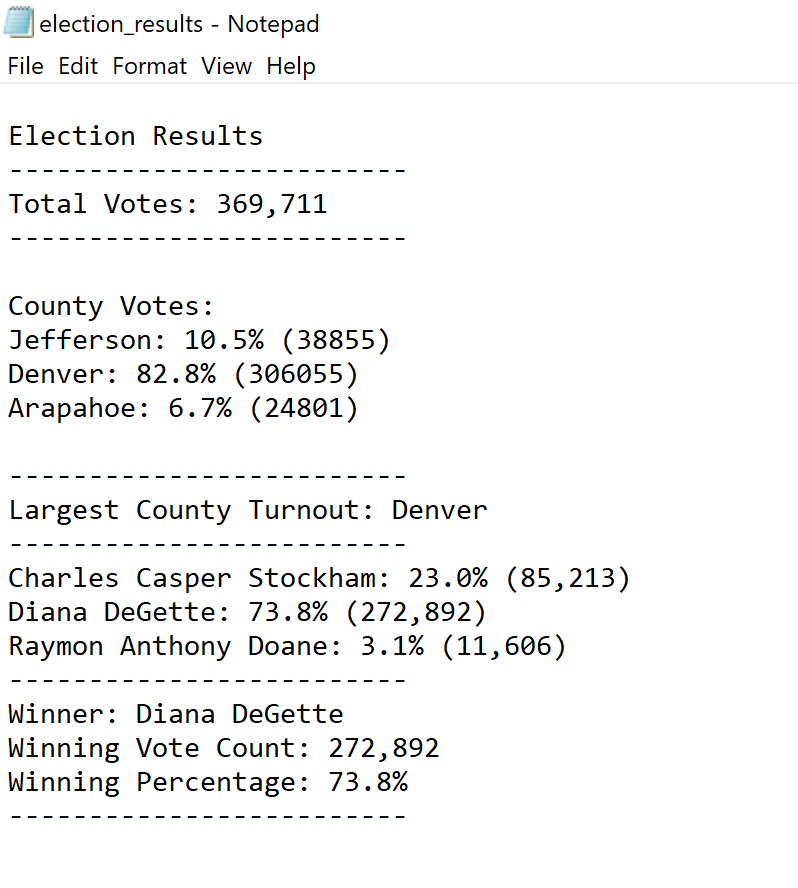 election_results - Notepad
File Edit Format View Help
Election Results
-------------------------
Total Votes: 369,711
-------------------------
County Votes:
Jefferson: 10.5% (38855)
Denver: 82.8% (306055)
Arapahoe: 6.7% (24801)
-------------------------
Largest County Turnout: Denver
-------------------------
Charles Casper Stockham: 23.0% (85,213)
Diana DeGette: 73.8% (272,892)
Raymon Anthony Doane: 3.1% (11,606)
-------------------------
Winner: Diana DeGette
Winning Vote Count: 272,892
Winning Percentage: 73.8%
-------------------------